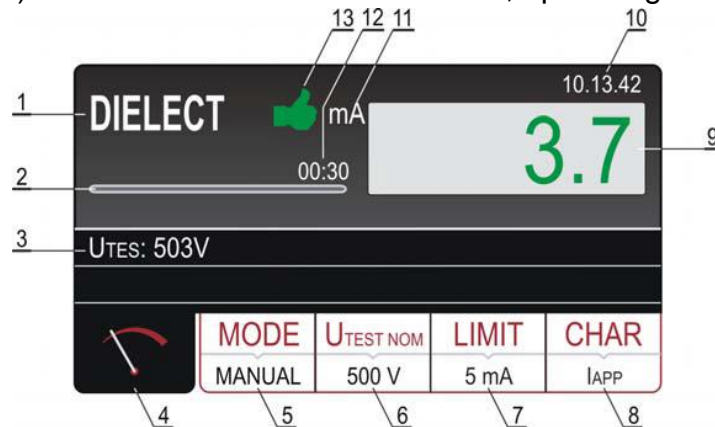 13 12 11
10
10.13.42
1
DIELECT
mA
3.7
9
00:30
2
3
UTES: 503V
MODE
UTEST NOM
LIMIT
CHAR
MANUAL
500 V
5 mA
IAPP
4
5
6
7
8